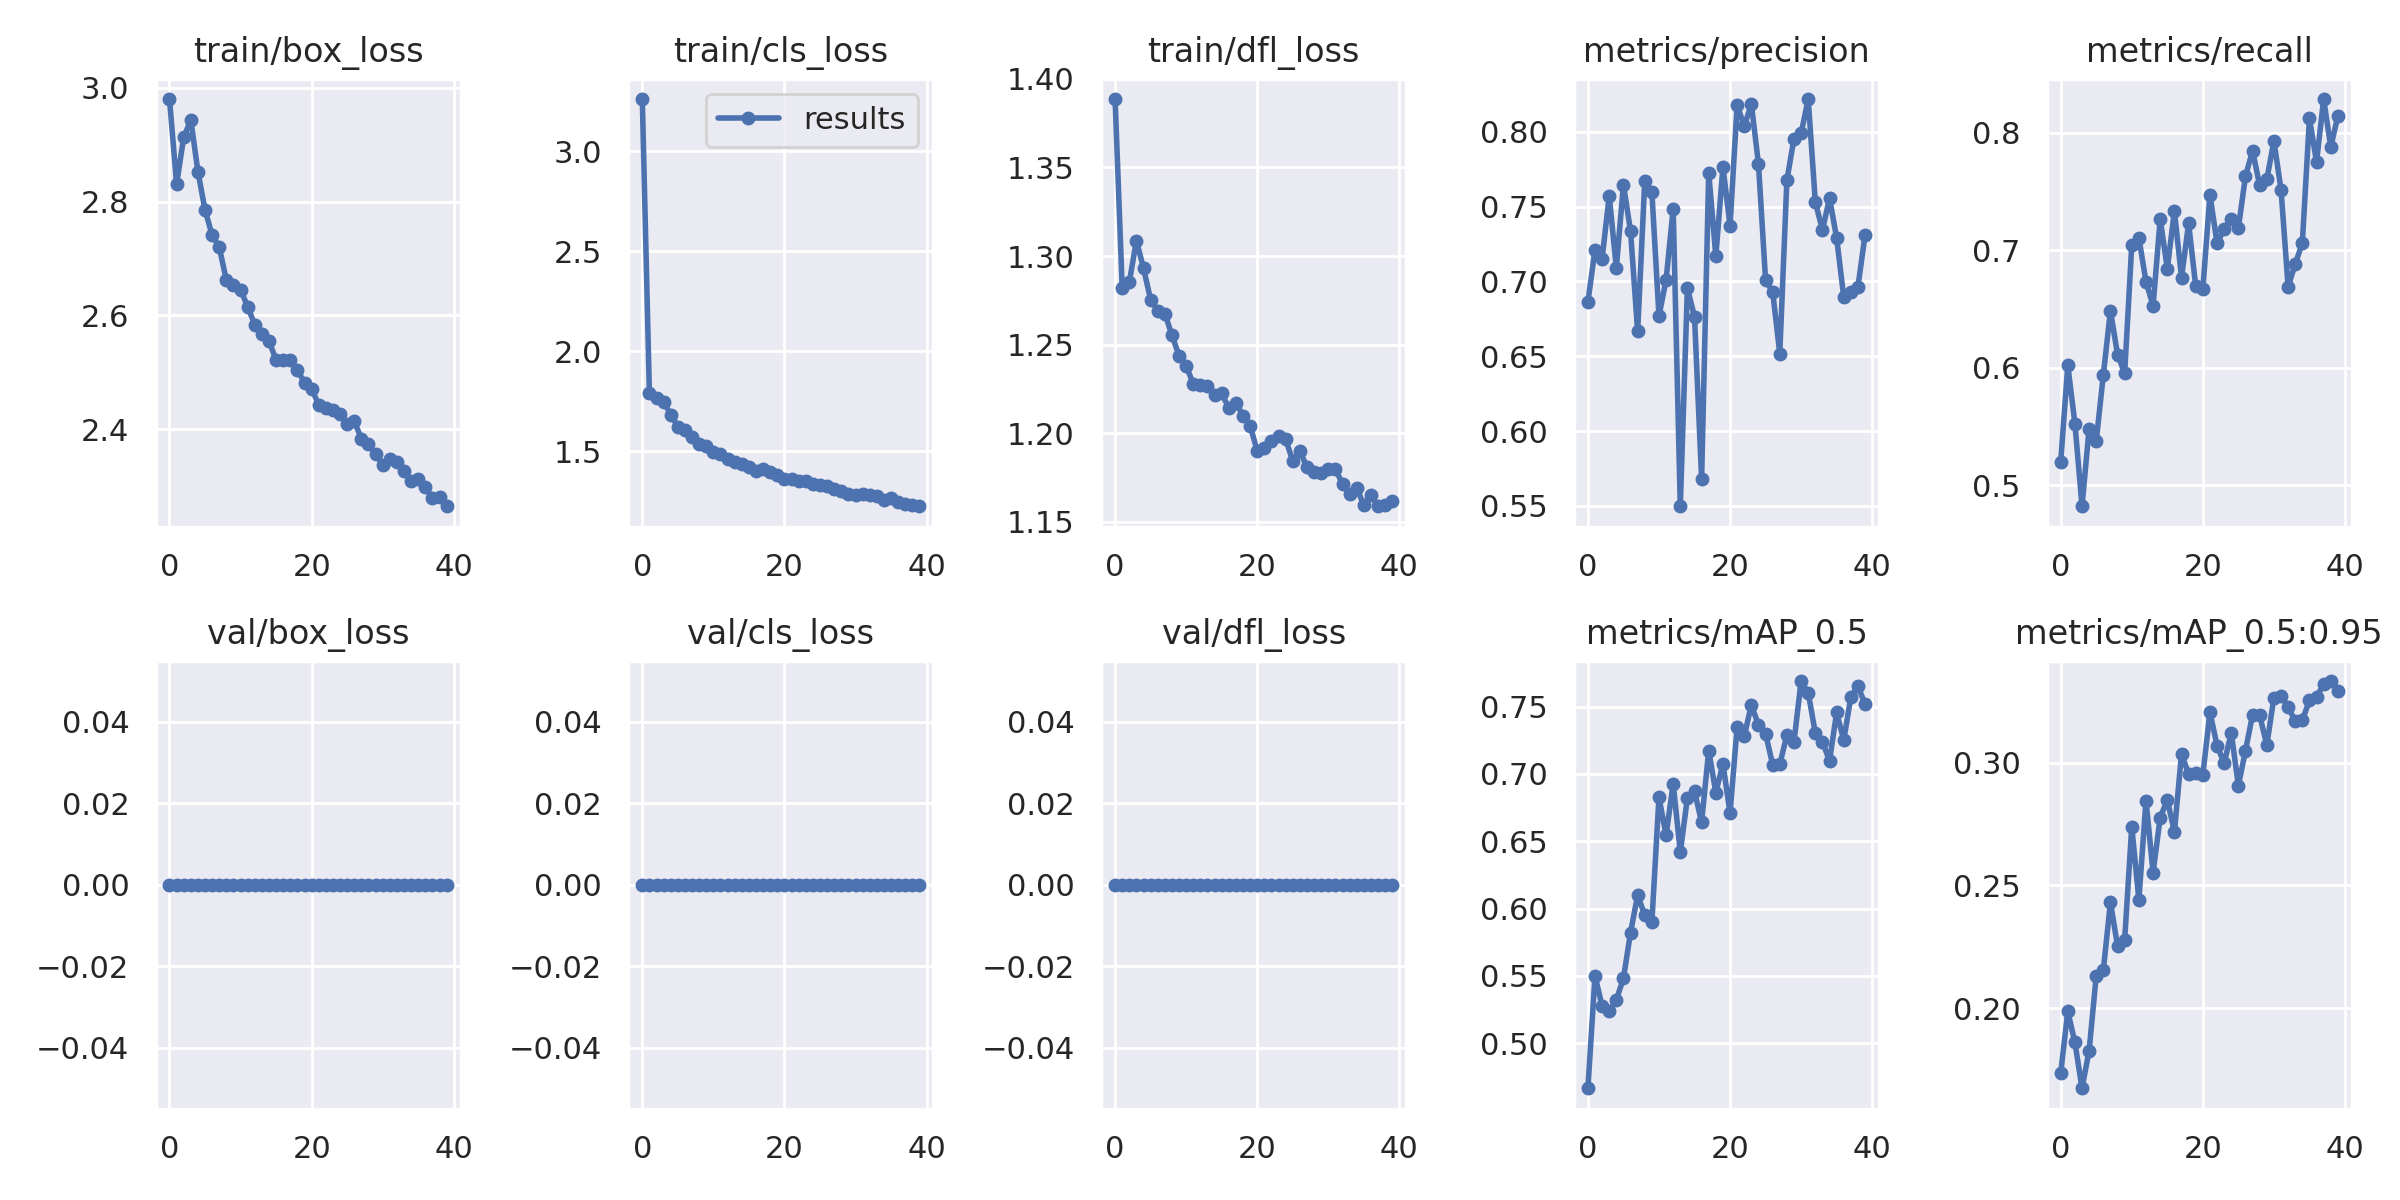 train/box_loss
3.0
2.8
2.6
2.4
0 20 40
train/cls_loss
results
3.0
2.5
2.0
1.5
0 20 40
train/dfl_loss
1.40
1.35
1.30
1.25
1.20
1.15
0 20 40
metrics/precision
0.80
0.75
0.70
0.65
0.60
0.55
0 20 40
metrics/recall
0.8
0.7
0.6
0.5
0 20 40
val/box_loss
0.04
0.02
0.00
−0.02
−0.04
0 20 40
val/cls_loss
0.04
0.02
0.00
−0.02
−0.04
0 20 40
val/dfl_loss
0.04
0.02
0.00
−0.02
−0.04
0 20 40
metrics/mAP_0.5
0.75
0.70
0.65
0.60
0.55
0.50
0 20 40
metrics/mAP_0.5:0.95
0.30
0.25
0.20
0 20 40